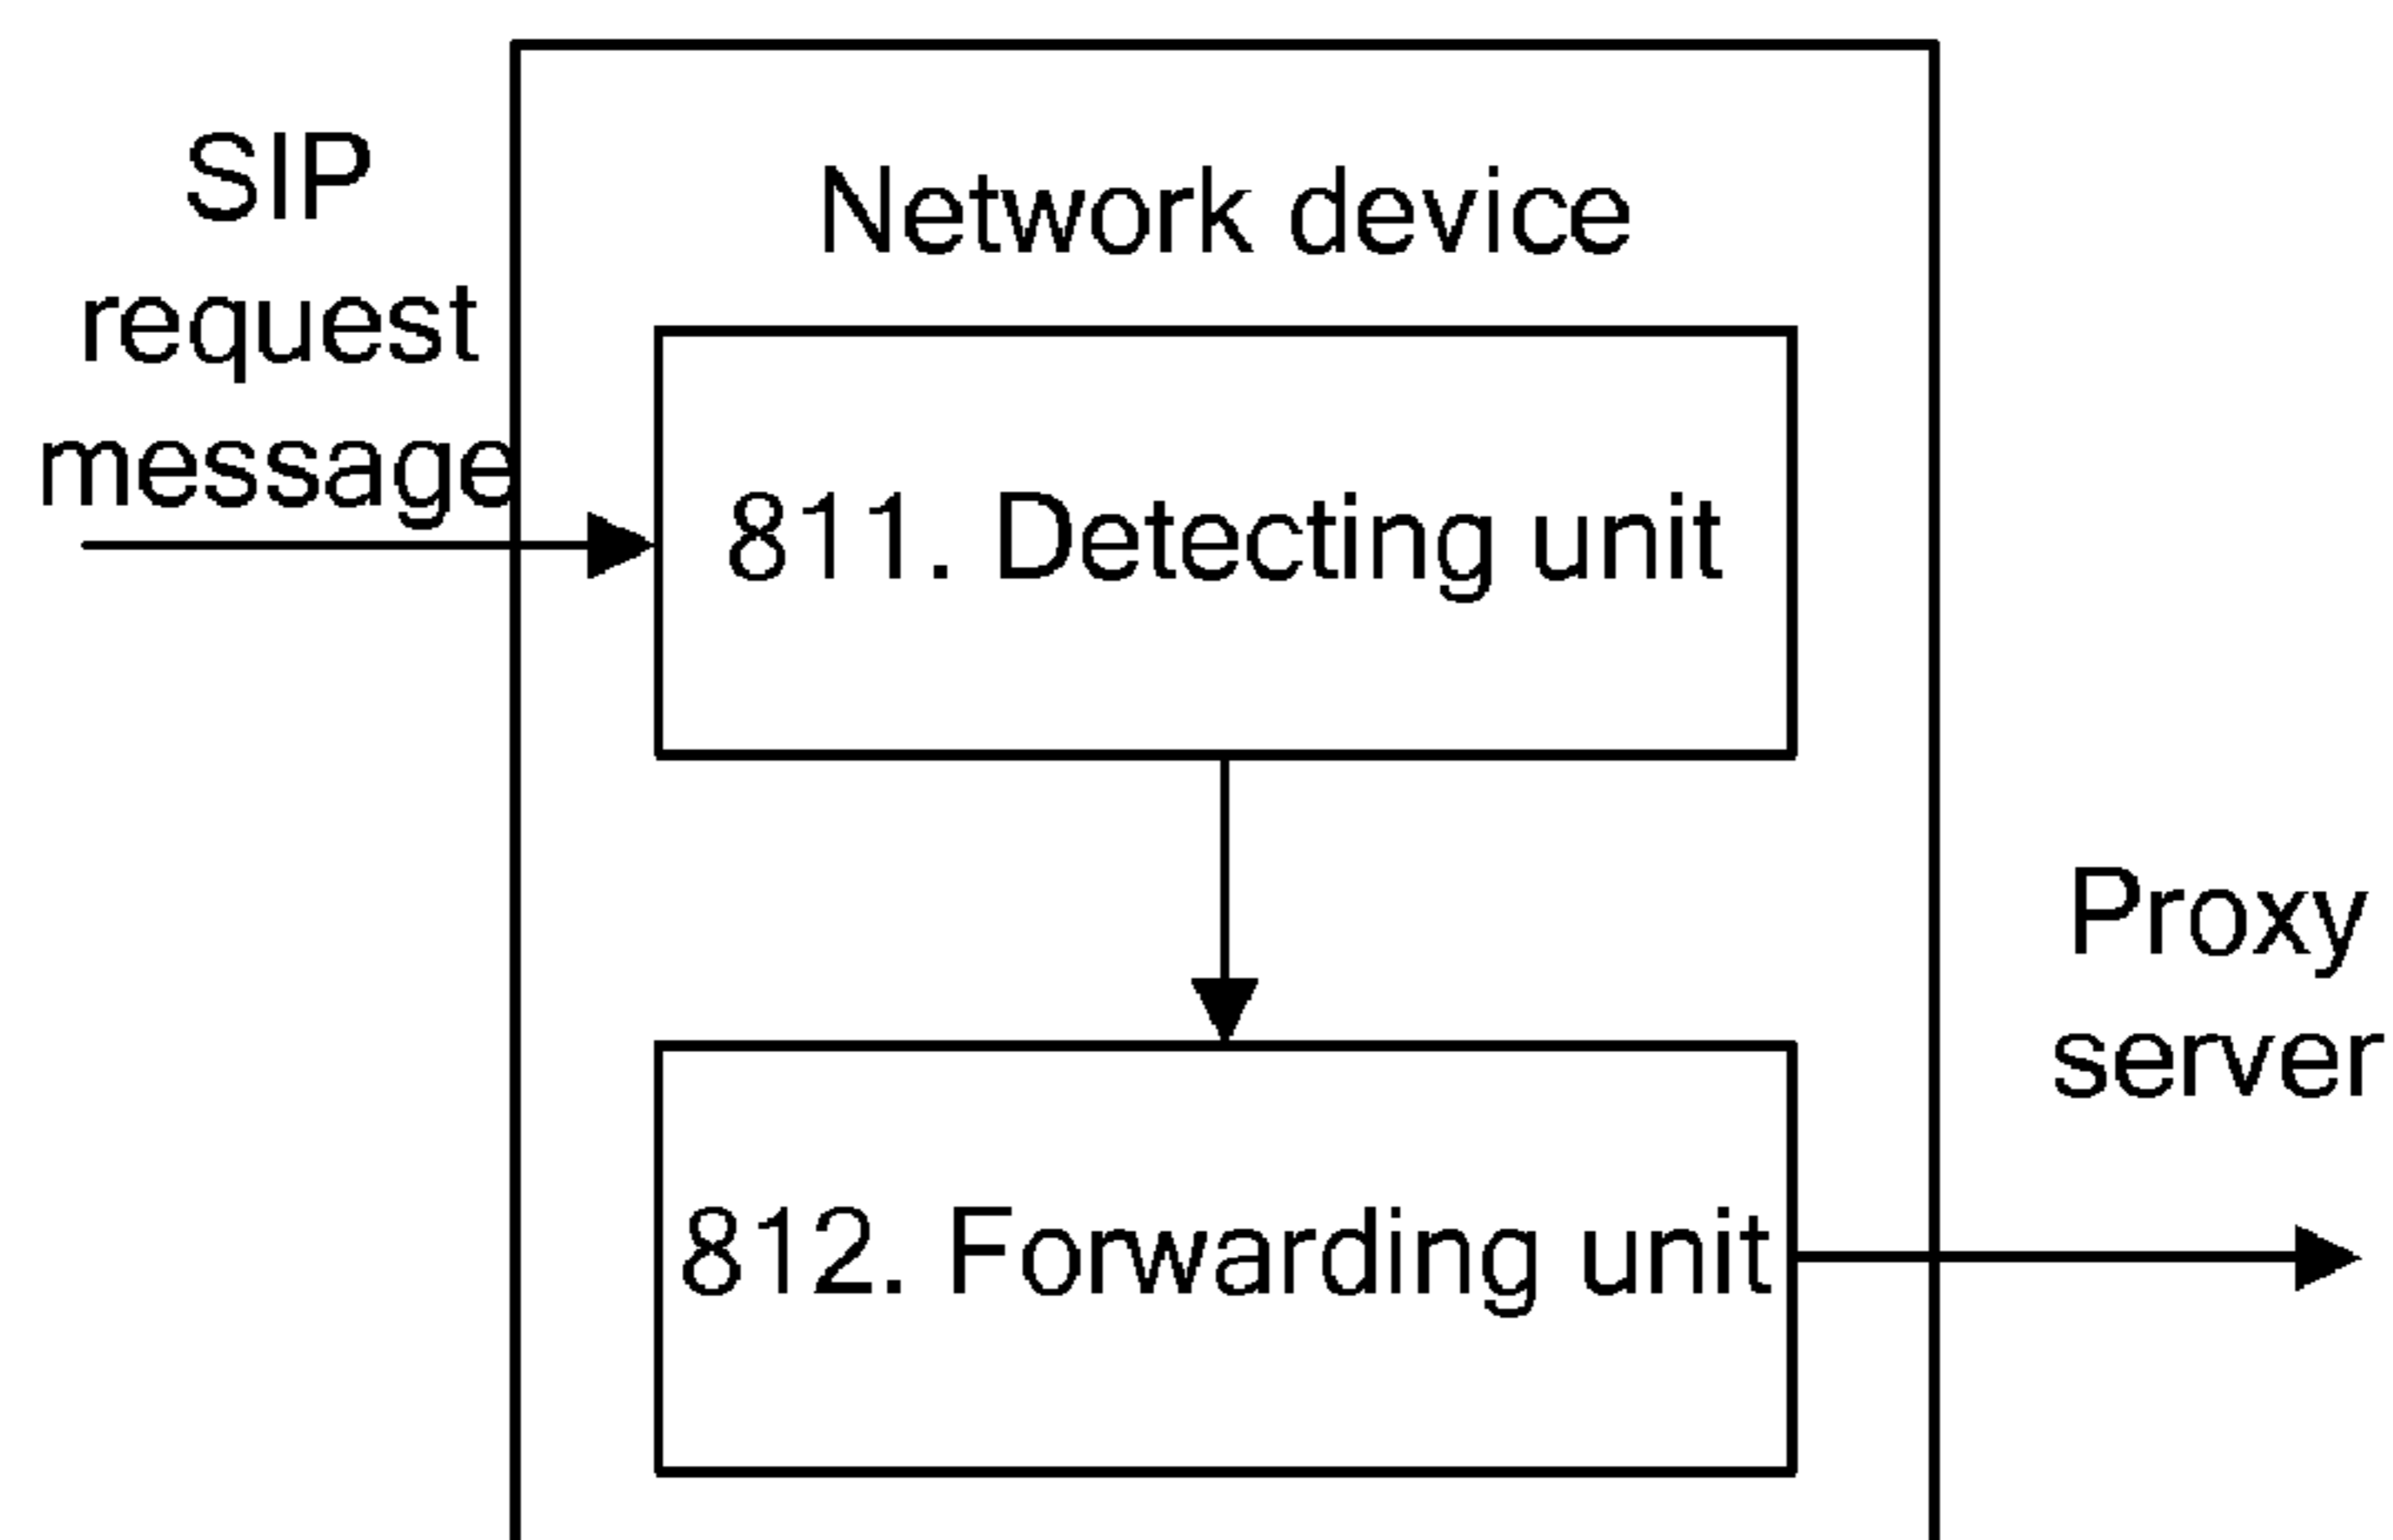 SIP
request
message
Network device
811. Detecting unit
812. Forwarding unit
Proxy
server